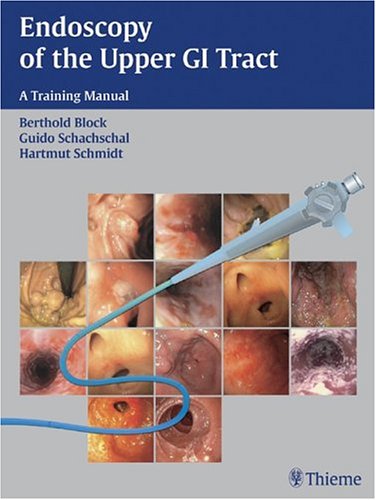 Endoscopy
of the Upper GI Tract
A Training Manual
Berthold Block
Guido Schachschal
Hartmut Schmidt
Thieme